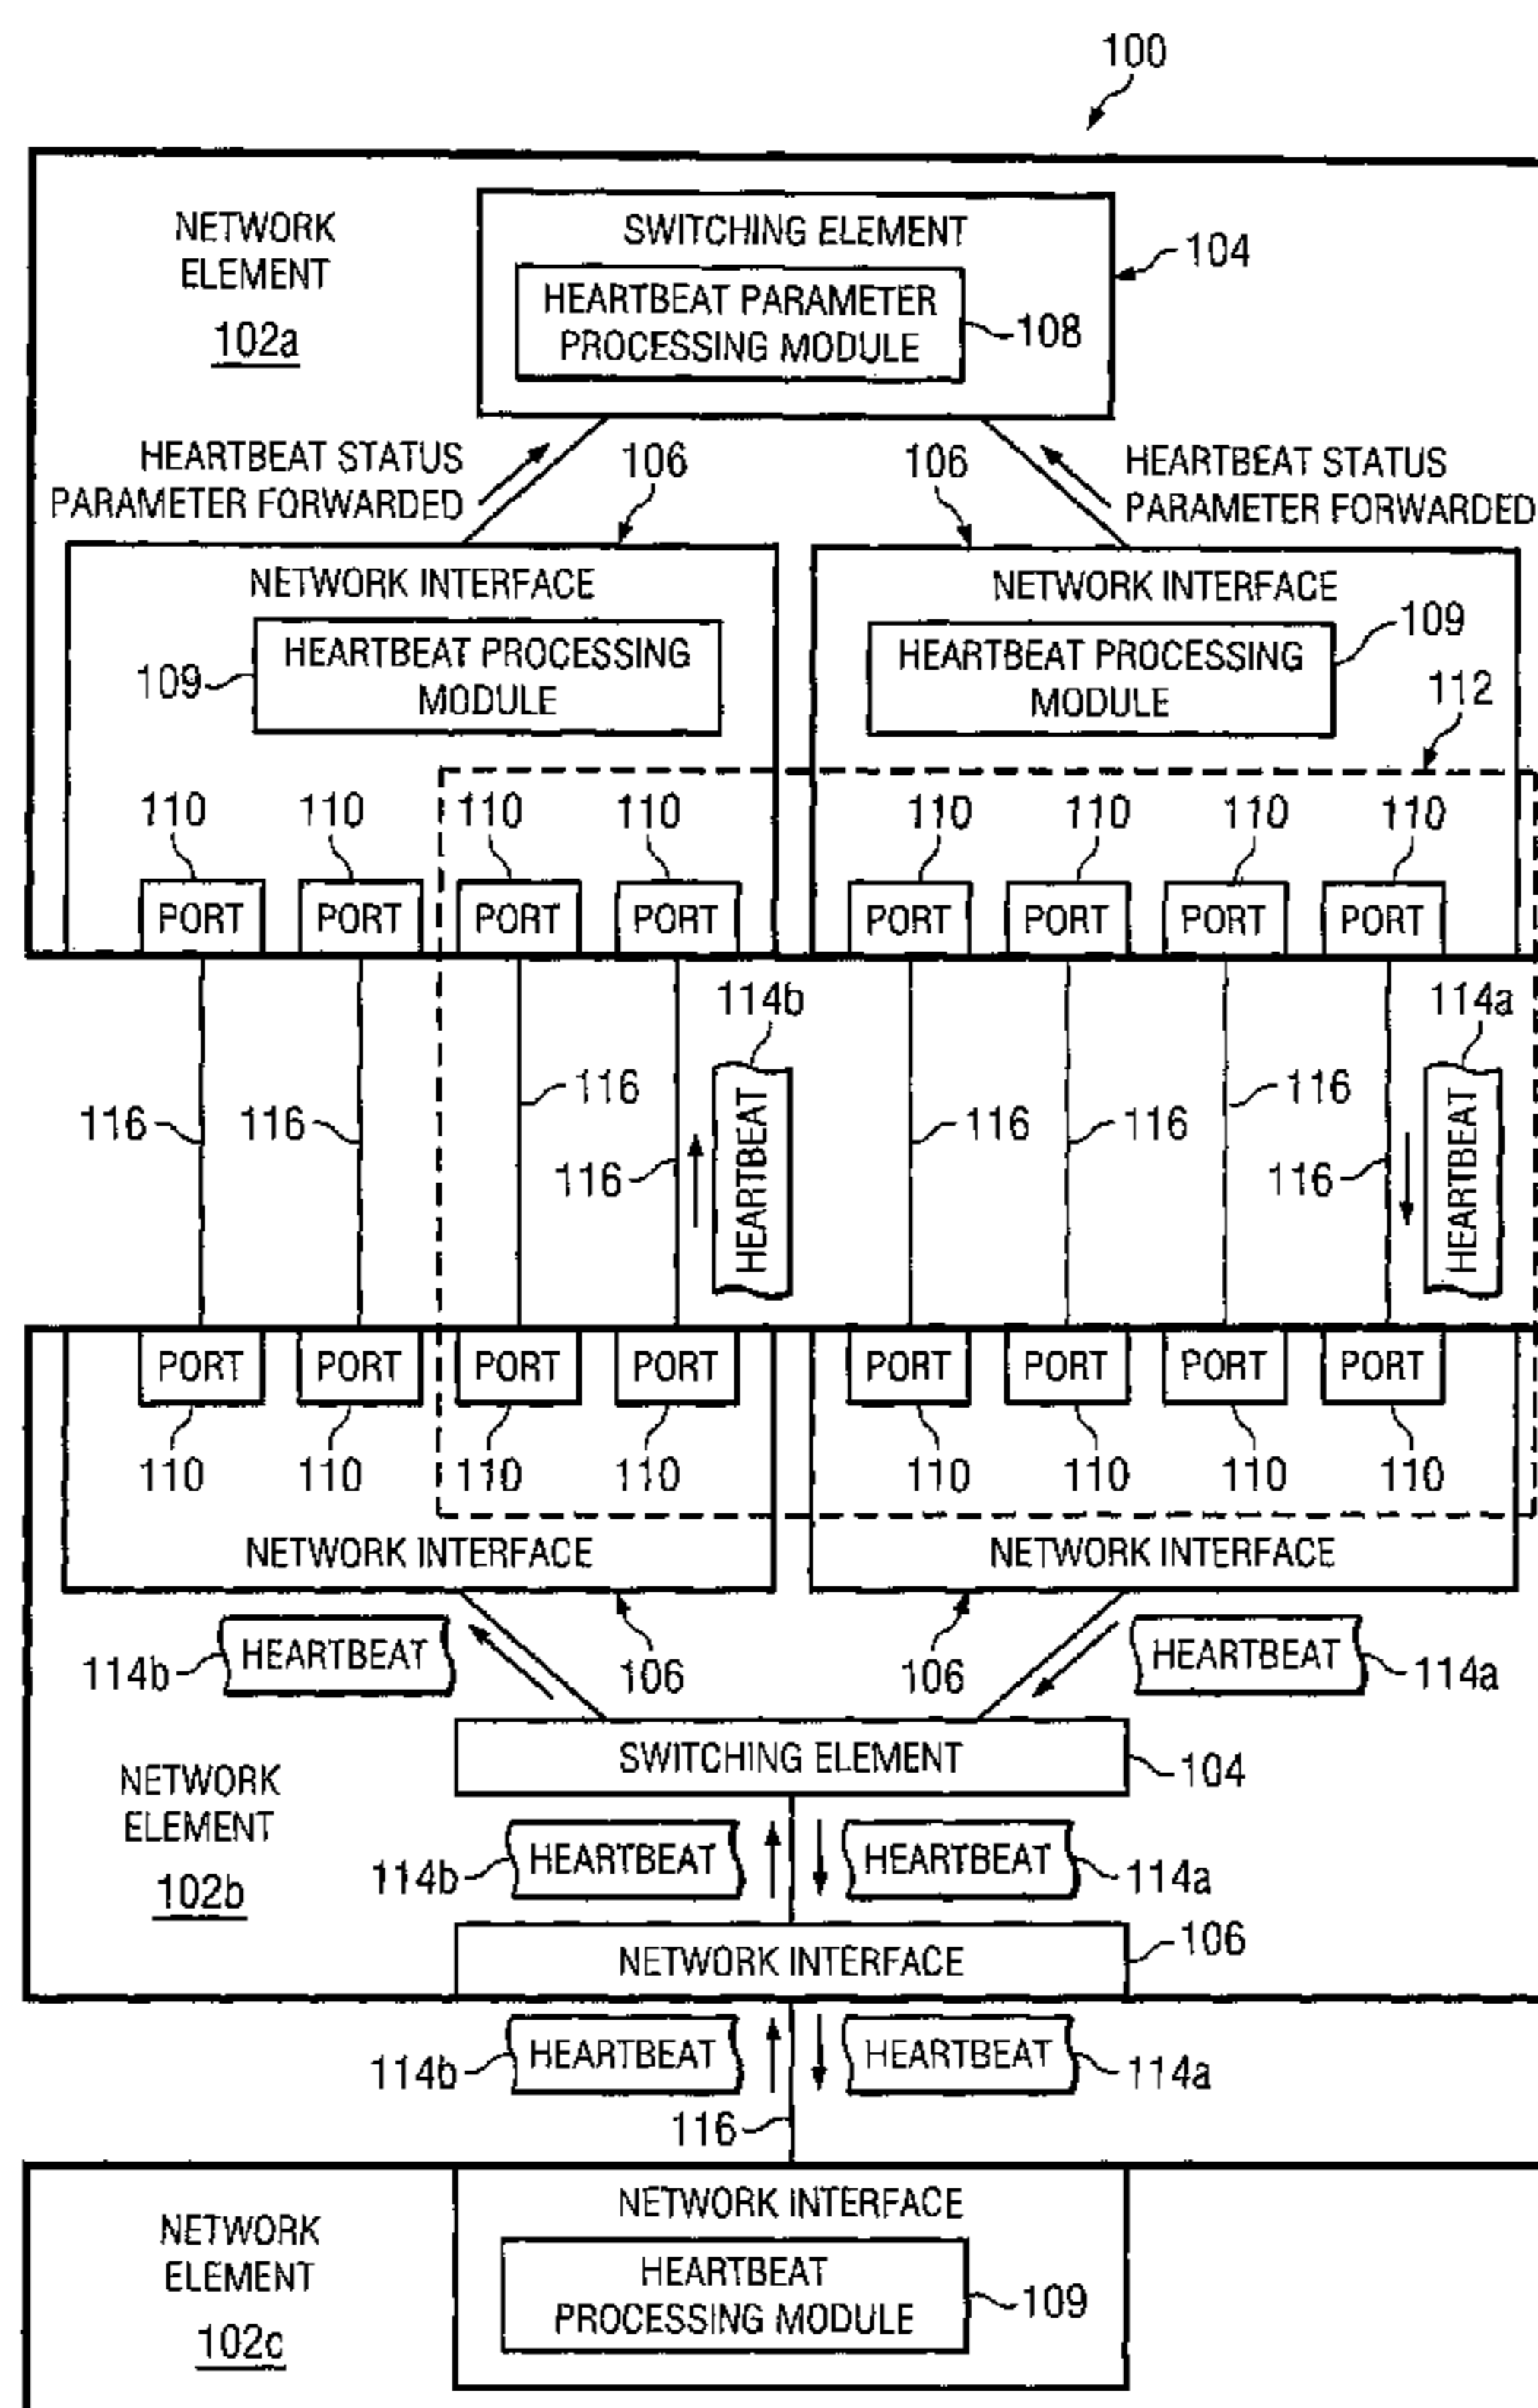 100
NETWORK
ELEMENT
102a
SWITCHING ELEMENT
HEARTBEAT PARAMETER
PROCESSING MODULE
108
104
HEARTBEAT STATUS
PARAMETER FORWARDED
106
106
HEARTBEAT STATUS
PARAMETER FORWARDED
NETWORK INTERFACE
NETWORK INTERFACE
109
HEARTBEAT PROCESSING
MODULE
HEARTBEAT PROCESSING
MODULE
109
112
110 110 110 110 110 110 110 110
PORT PORT PORT PORT PORT PORT PORT PORT
114b
114a
116 116 116 116 116 116 116 116
HEARTBEAT
HEARTBEAT
PORT PORT PORT PORT PORT PORT PORT PORT
110 110 110 110 110 110 110 110
NETWORK INTERFACE
NETWORK INTERFACE
114b
HEARTBEAT
106
106
HEARTBEAT
114a
SWITCHING ELEMENT
104
NETWORK
ELEMENT
102b
114b
HEARTBEAT
HEARTBEAT
114a
NETWORK INTERFACE
106
114b
HEARTBEAT
HEARTBEAT
114a
116
NETWORK
ELEMENT
102c
NETWORK INTERFACE
HEARTBEAT
PROCESSING MODULE
109